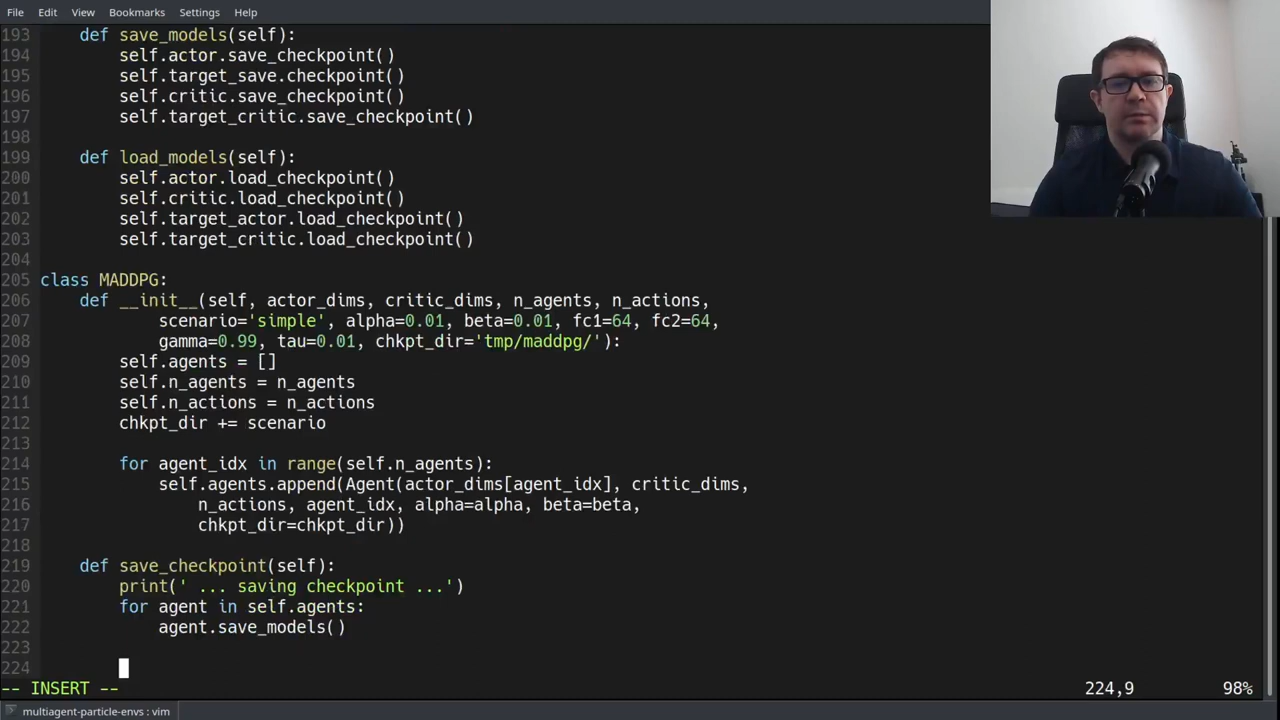 File Edit View Bookmarks Settings Help
193     def save_models(self):
194         self.actor.save_checkpoint()
195         self.target_save.checkpoint()
196         self.critic.save_checkpoint()
197         self.target_critic.save_checkpoint()
198
199     def load_models(self):
200         self.actor.load_checkpoint()
201         self.critic.load_checkpoint()
202         self.target_actor.load_checkpoint()
203         self.target_critic.load_checkpoint()
204
205 class MADDPG:
206     def __init__(self, actor_dims, critic_dims, n_agents, n_actions,
207             scenario='simple', alpha=0.01, beta=0.01, fc1=64, fc2=64,
208             gamma=0.99, tau=0.01, chkpt_dir='tmp/maddpg/'):
209         self.agents = []
210         self.n_agents = n_agents
211         self.n_actions = n_actions
212         chkpt_dir += scenario
213
214         for agent_idx in range(self.n_agents):
215             self.agents.append(Agent(actor_dims[agent_idx], critic_dims,
216                 n_actions, agent_idx, alpha=alpha, beta=beta,
217                 chkpt_dir=chkpt_dir))
218
219     def save_checkpoint(self):
220         print(' ... saving checkpoint ...')
221         for agent in self.agents:
222             agent.save_models()
223
224
-- INSERT -- 224,9 98%
multiagent-particle-envs : vim